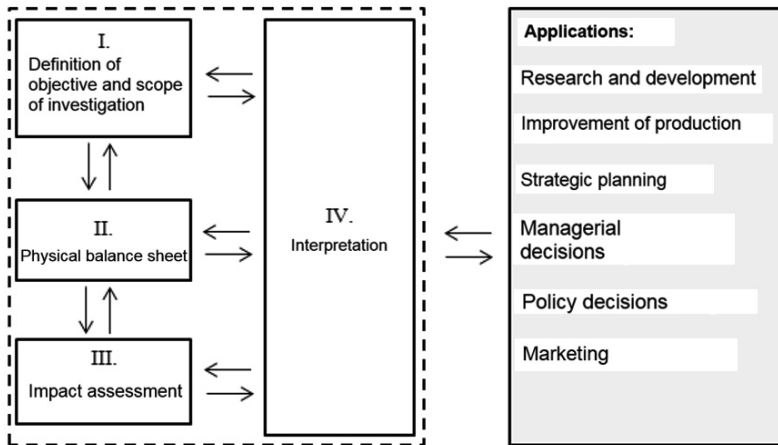 I.
Definition of
objective and scope
of investigation
II.
Physical balance sheet
III.
Impact assessment
IV.
Interpretation
Applications:
Research and development
Improvement of production
Strategic planning
Managerial
decisions
Policy decisions
Marketing